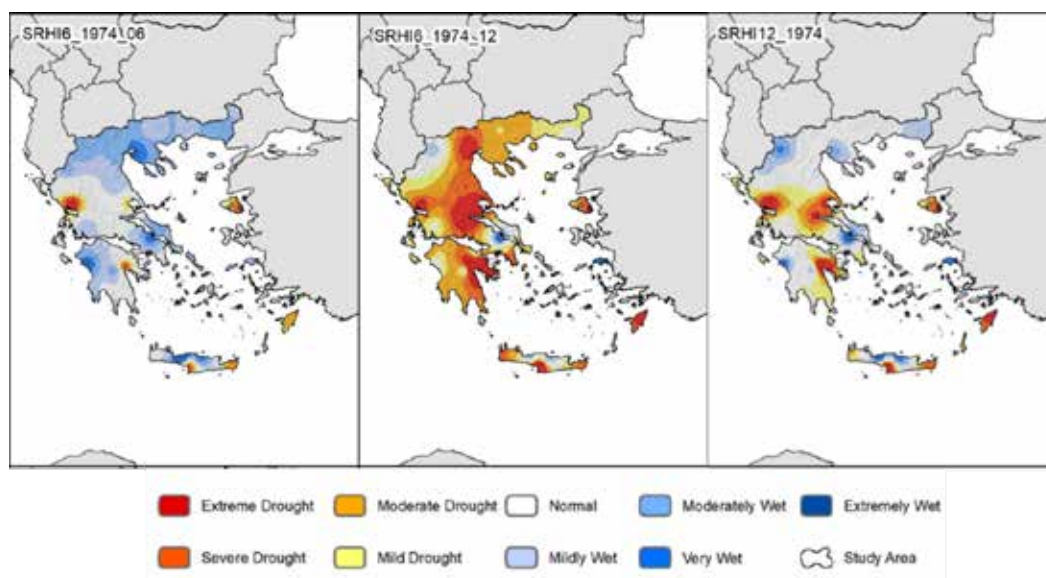 SRHI6_1974_06 SRHI6_1974_12 SRHI12_1974
Extreme Drought Moderate Drought Normal Moderately Wet Extremely Wet
Severe Drought Mild Drought Mildly Wet Very Wet Study Area